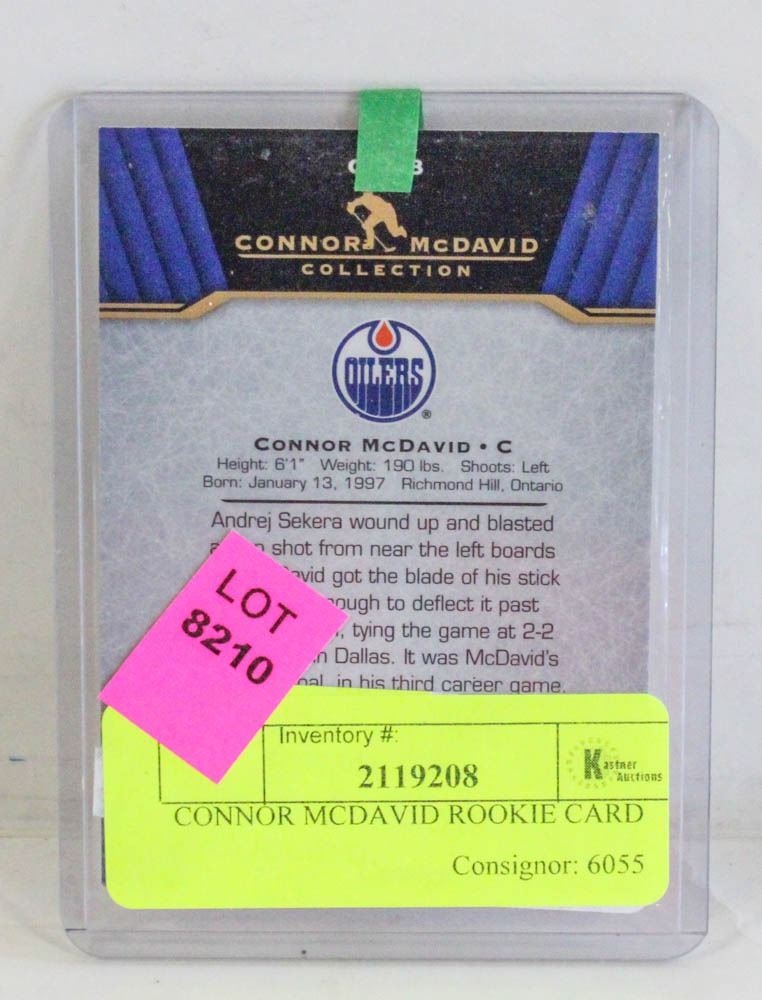 CONNOR McDAVID
COLLECTION
OILERS
®
CONNOR McDAVID • C
Height: 6'1" Weight: 190 lbs. Shoots: Left
Born: January 13, 1997 Richmond Hill, Ontario
Andrej Sekera wound up and blasted
shot from near the left boards
got the blade of his stick
to deflect it past
tying the game at 2-2
in Dallas. It was McDavid's
in his third career game.
LOT
8210
Inventory #:
2119208
Kastner
Auctions
CONNOR MCDAVID ROOKIE CARD
Consignor: 6055